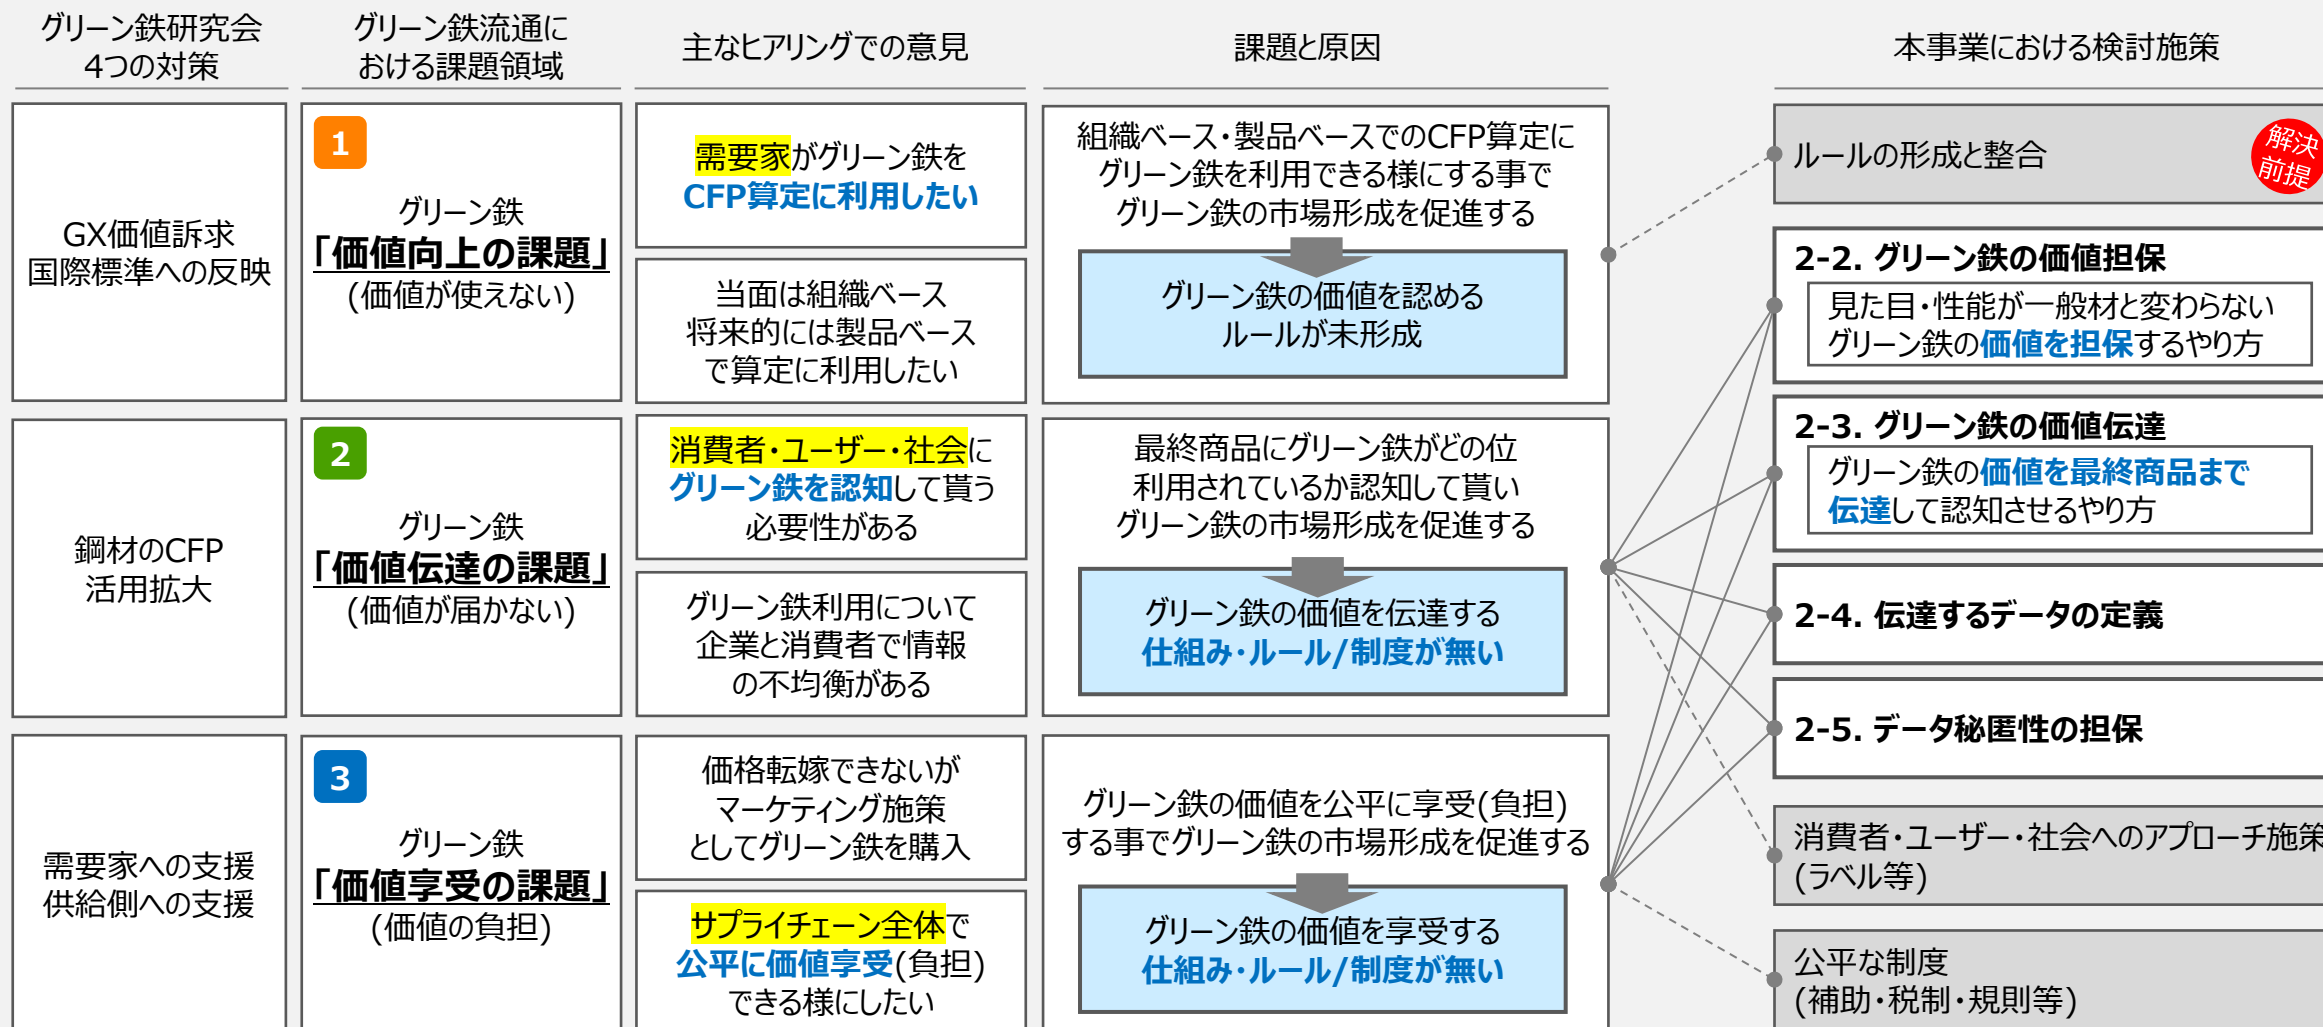 グリーン鉄研究会
4つの対策
グリーン鉄流通に
おける課題領域
主なヒアリングでの意見
課題と原因
本事業における検討施策
GX価値訴求
国際標準への反映
1
グリーン鉄
「価値向上の課題」
(価値が使えない)
需要家がグリーン鉄を
CFP算定に利用したい
当面は組織ベース
将来的には製品ベース
で算定に利用したい
組織ベース・製品ベースでのCFP算定に
グリーン鉄を利用できる様にする事で
グリーン鉄の市場形成を促進する
グリーン鉄の価値を認める
ルールが未形成
鋼材のCFP
活用拡大
2
グリーン鉄
「価値伝達の課題」
(価値が届かない)
消費者・ユーザー・社会に
グリーン鉄を認知して貰う
必要性がある
グリーン鉄利用について
企業と消費者で情報
の不均衡がある
最終商品にグリーン鉄がどの位
利用されているか認知して貰い
グリーン鉄の市場形成を促進する
グリーン鉄の価値を伝達する
仕組み・ルール/制度が無い
需要家への支援
供給側への支援
3
グリーン鉄
「価値享受の課題」
(価値の負担)
価格転嫁できないが
マーケティング施策
としてグリーン鉄を購入
サプライチェーン全体で
公平に価値享受(負担)
できる様にしたい
グリーン鉄の価値を公平に享受(負担)
する事でグリーン鉄の市場形成を促進する
グリーン鉄の価値を享受する
仕組み・ルール/制度が無い
ルールの形成と整合
解決
前提
2-2. グリーン鉄の価値担保
見た目・性能が一般材と変わらない
グリーン鉄の価値を担保するやり方
2-3. グリーン鉄の価値伝達
グリーン鉄の価値を最終商品まで
伝達して認知させるやり方
2-4. 伝達するデータの定義
2-5. データ秘匿性の担保
消費者・ユーザー・社会へのアプローチ施策
(ラベル等)
公平な制度
(補助・税制・規則等)